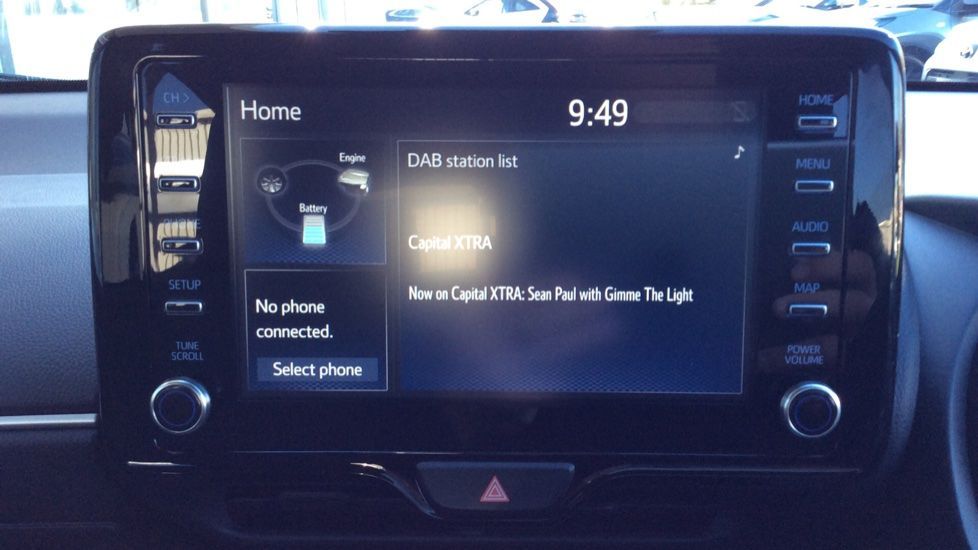 CH >
PHONE
SETUP
TUNE
SCROLL
Home
9:49
Engine
Battery
No phone
connected.
Select phone
DAB station list
Capital XTRA
Now on Capital XTRA: Sean Paul with Gimme The Light
HOME
MENU
AUDIO
MAP
POWER
VOLUME